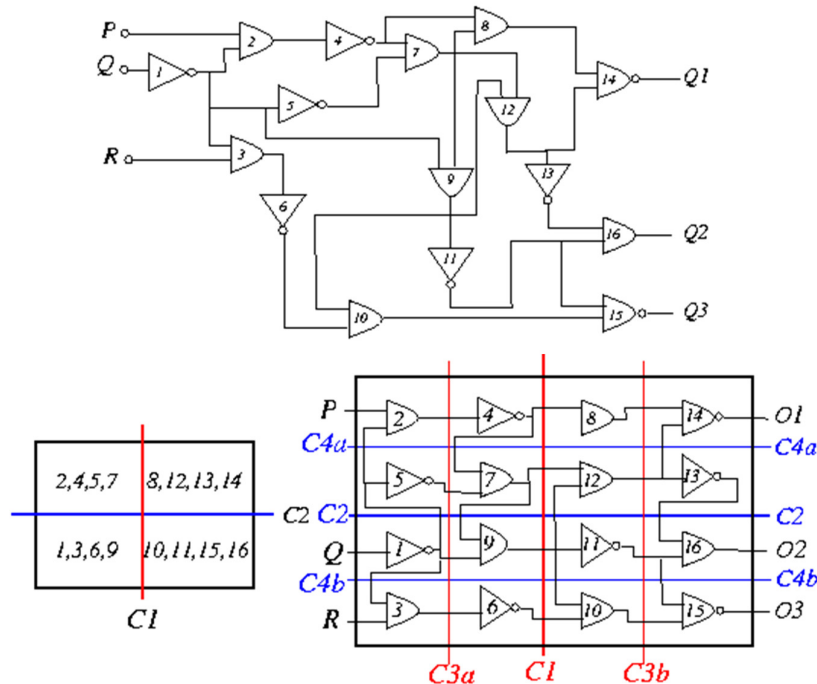 P
Q
R
1
2
3
4
5
6
7
8
9
10
11
12
13
14
15
16
Q1
Q2
Q3
2,4,5,7 8,12,13,14
1,3,6,9 10,11,15,16
C2
C1
P 2 4 8 14 O1
C4a C4a
5 7 12 13
C2 C2
Q 1 9 11 16 O2
C4b C4b
R 3 6 10 15 O3
C3a C1 C3b